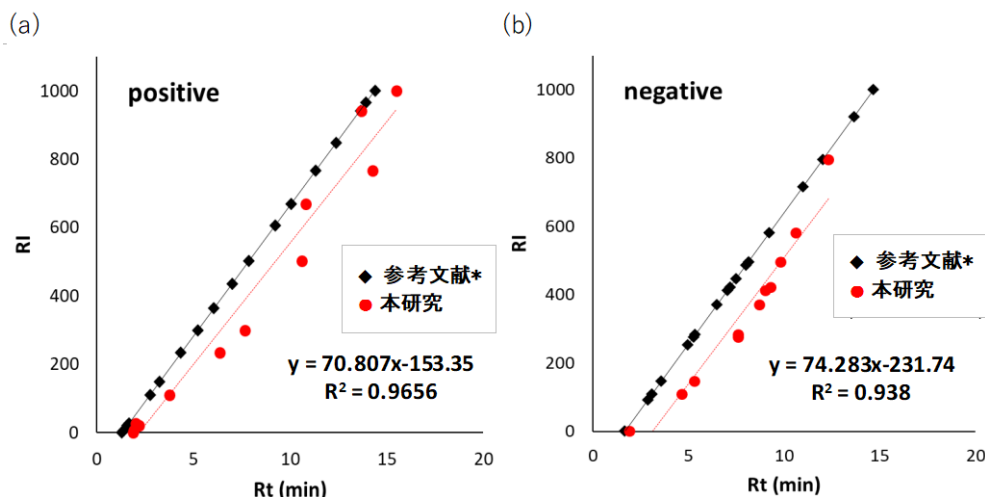 (a)
positive
RI
1000
800
600
400
200
0
0 5 10 15 20
Rt (min)
◆ 参考文献*
● 本研究
y = 70.807x-153.35
R² = 0.9656
(b)
negative
RI
1000
800
600
400
200
0
0 5 10 15 20
Rt (min)
◆ 参考文献*
● 本研究
y = 74.283x-231.74
R² = 0.938